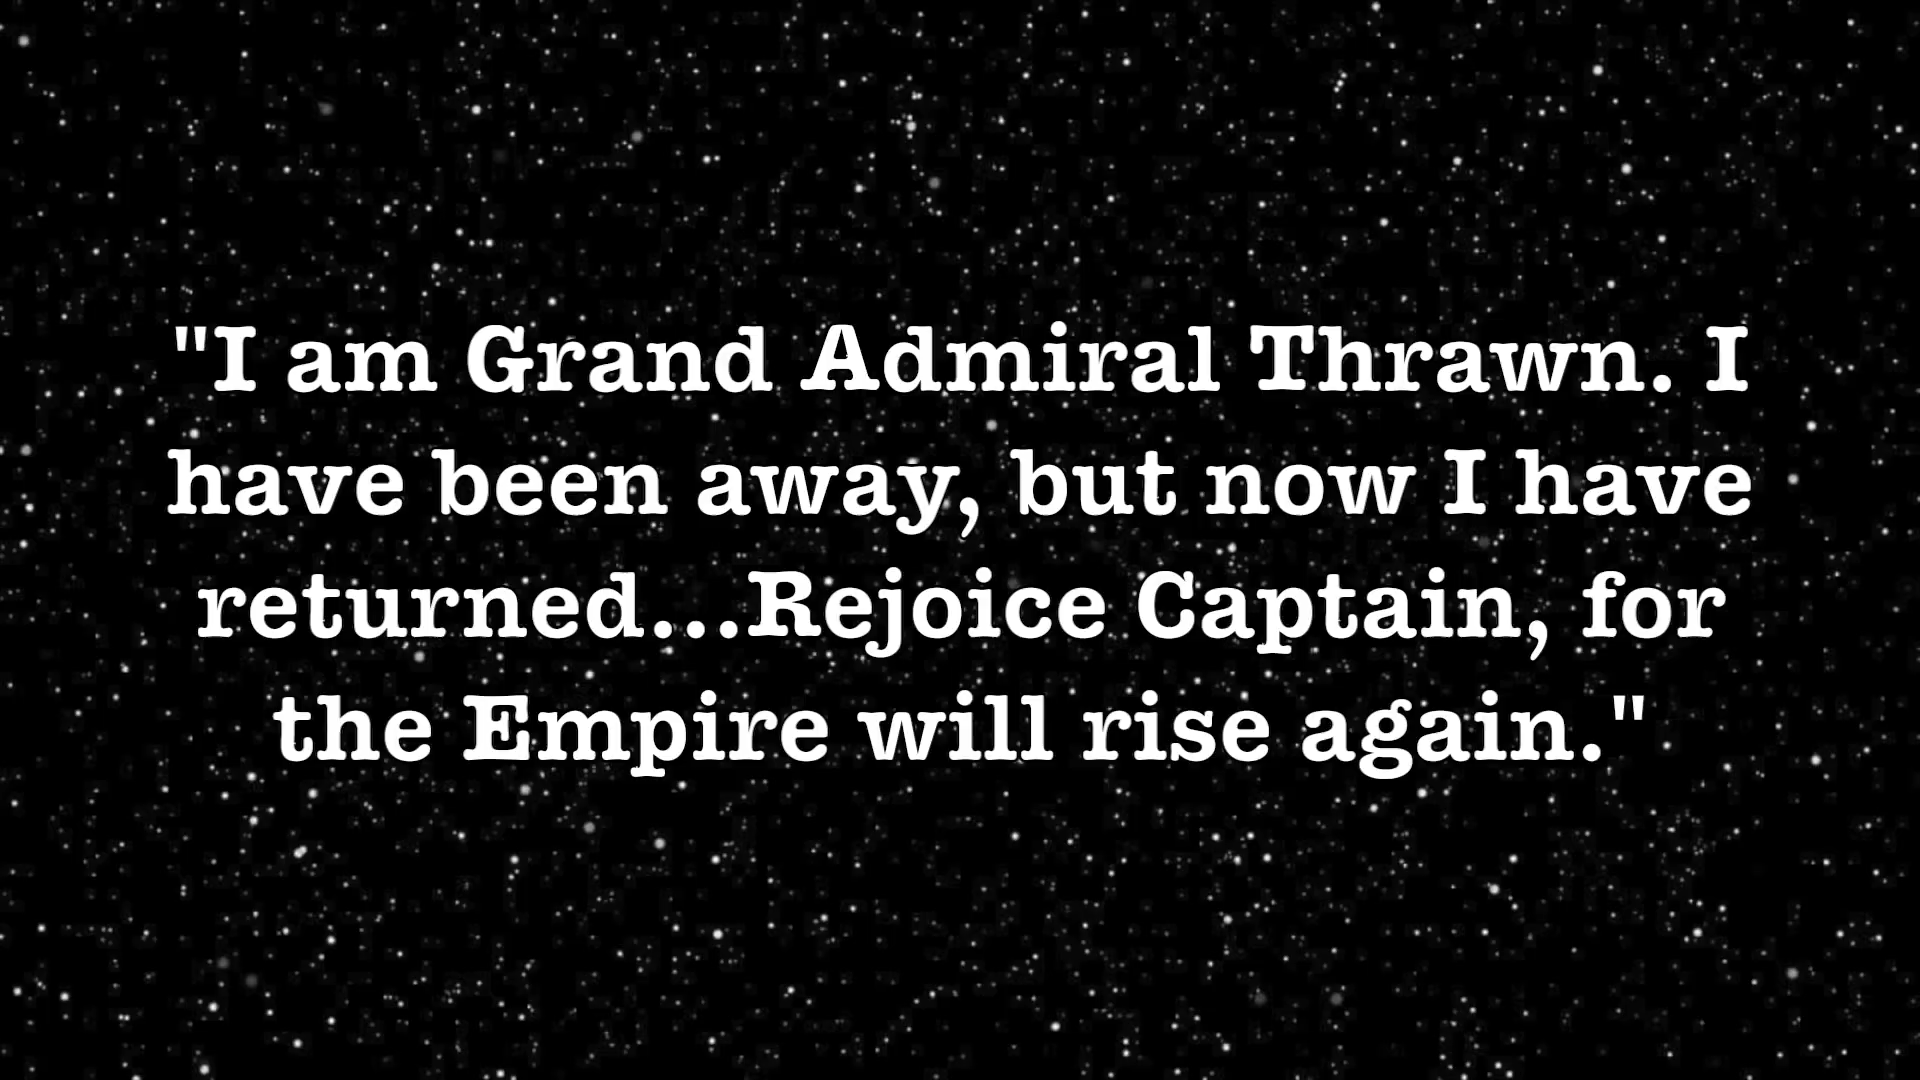 "I am Grand Admiral Thrawn. I
have been away, but now I have
returned...Rejoice Captain, for
the Empire will rise again."